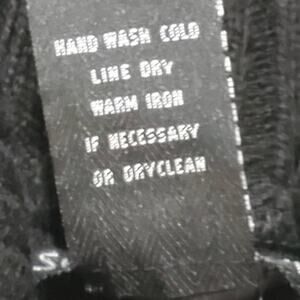 HAND WASH COLD
LINE DRY
WARM IRON
IF NECESSARY
OR DRYCLEAN